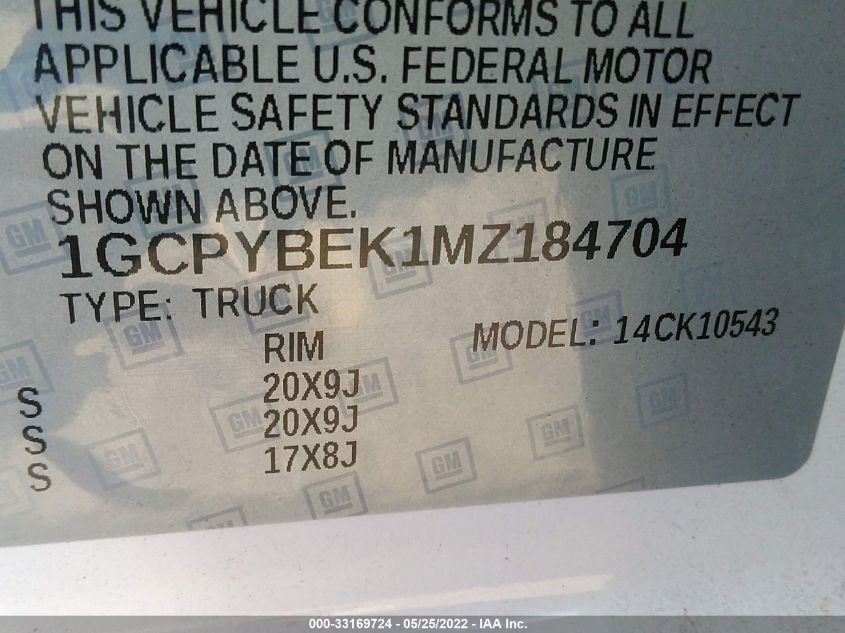 THIS VEHICLE CONFORMS TO ALL
APPLICABLE U.S. FEDERAL MOTOR
VEHICLE SAFETY STANDARDS IN EFFECT
ON THE DATE OF MANUFACTURE
SHOWN ABOVE.
1GCPYBEK1MZ184704
TYPE: TRUCK
MODEL: 14CK10543
RIM
S 20X9J
S 20X9J
S 17X8J
GM
000-33169724 - 05/25/2022 - IAA Inc.